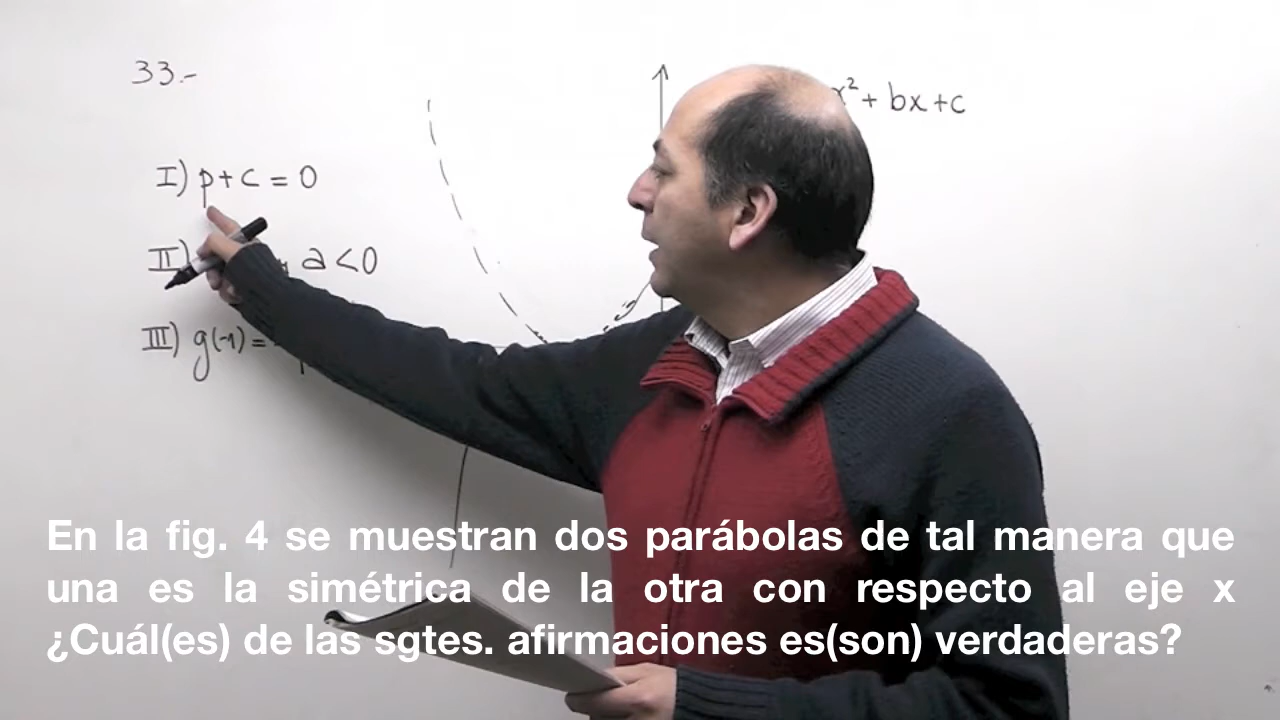 33.-
x²+ bx+c
I) p+c = 0
II) a<0
III) g(-1)=
En la fig. 4 se muestran dos parábolas de tal manera que
una es la simétrica de la otra con respecto al eje x
¿Cuál(es) de las sgtes. afirmaciones es(son) verdaderas?